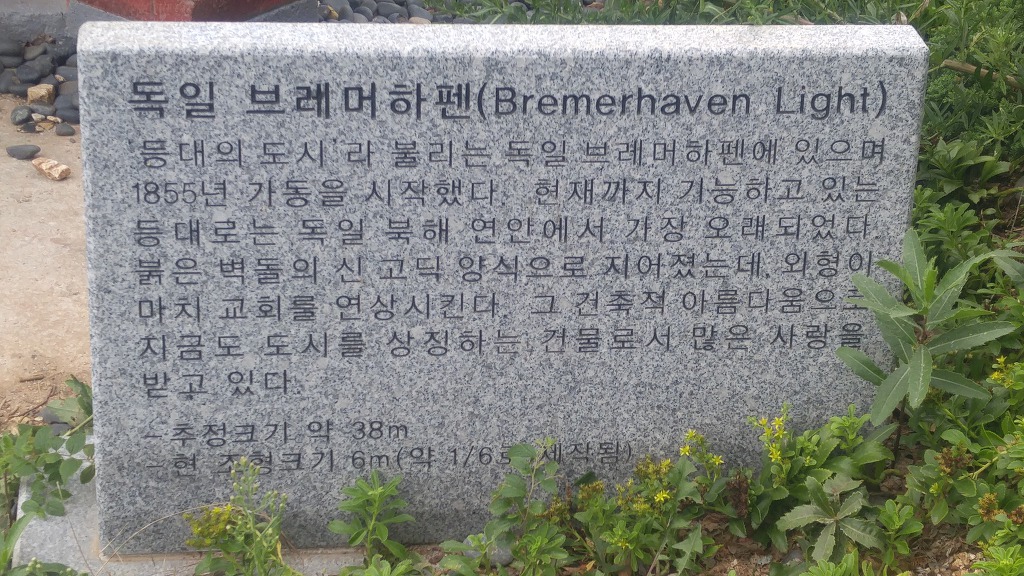 독일 브레머하펜(Bremerhaven Light)
'등대의 도시'라 불리는 독일 브레머하펜에 있으며
1855년 가동을 시작했다. 현재까지 기능하고 있는
등대로는 독일 북해 연안에서 가장 오래되었다.
붉은 벽돌의 신 고딕 양식으로 지어졌는데, 외형이
마치 교회를 연상시킨다. 그 건축적 아름다움으로
지금도 도시를 상징하는 건물로서 많은 사랑을
받고 있다.
-추정크기 약 38m
-현 조형크기 6m(약 1/6로 제작됨)